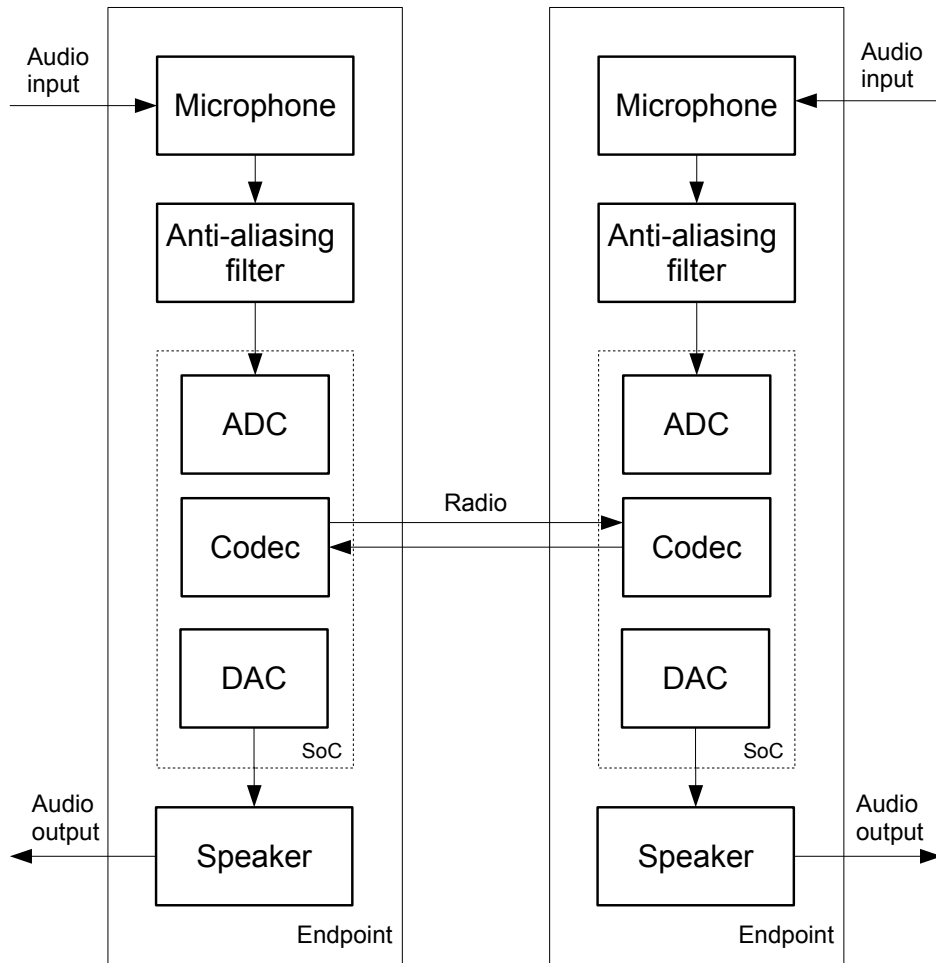 Audio
input
Microphone
Anti-aliasing
filter
ADC
Codec
DAC
SoC
Audio
output
Speaker
Endpoint
Radio
Audio
input
Microphone
Anti-aliasing
filter
ADC
Codec
DAC
SoC
Audio
output
Speaker
Endpoint